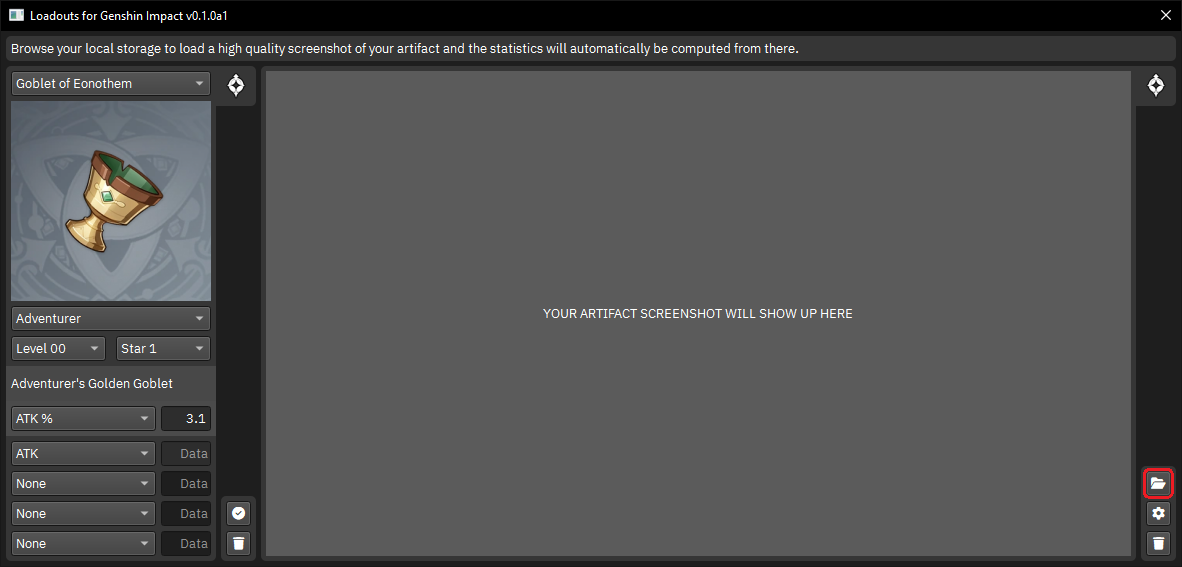 Loadouts for Genshin Impact v0.1.0a1
Browse your local storage to load a high quality screenshot of your artifact and the statistics will automatically be computed from there.
Goblet of Eonothem
YOUR ARTIFACT SCREENSHOT WILL SHOW UP HERE
Adventurer
Level 00 Star 1
Adventurer's Golden Goblet
ATK % 3.1
ATK Data
None Data
None Data
None Data